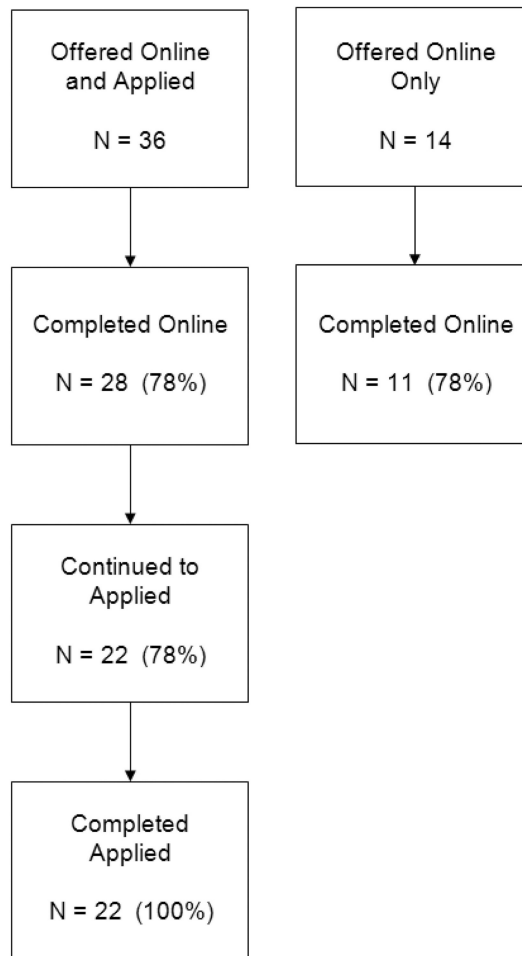 Offered Online
and Applied
N = 36
Offered Online
Only
N = 14
Completed Online
N = 28  (78%)
Completed Online
N = 11  (78%)
Continued to
Applied
N = 22  (78%)
Completed
Applied
N = 22  (100%)